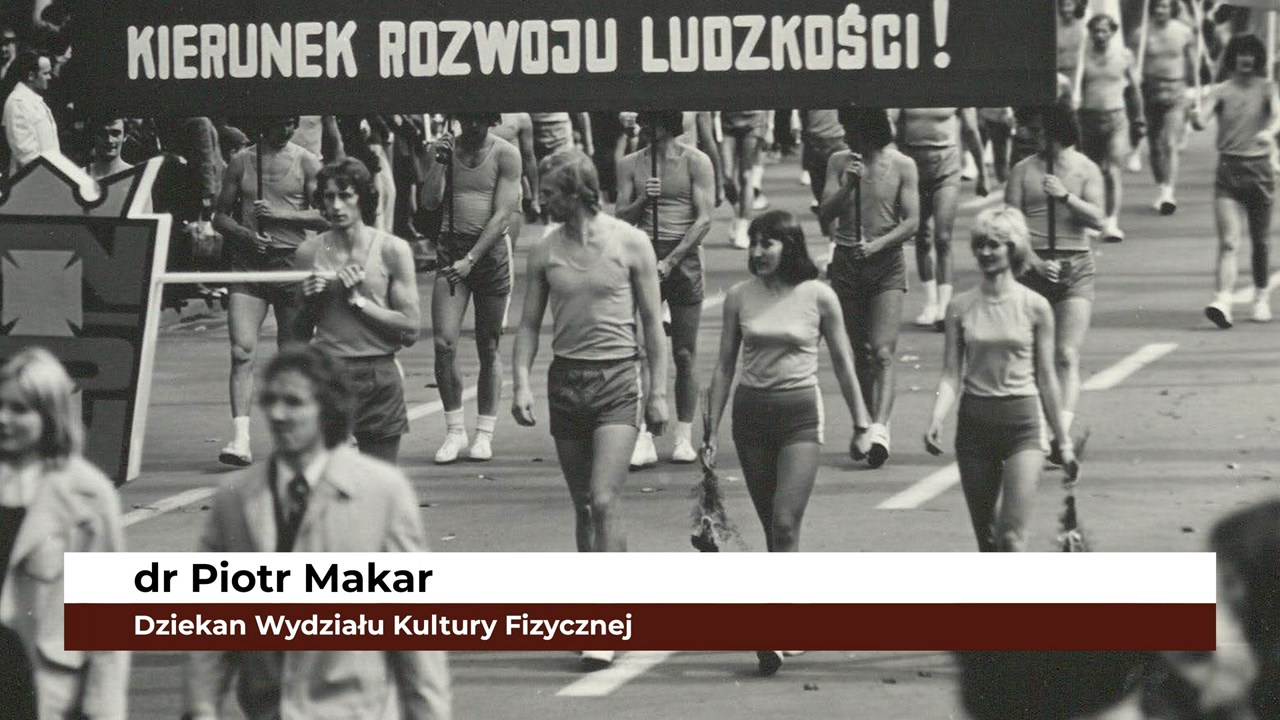 KIERUNEK ROZWOJU LUDZKOŚCI!
dr Piotr Makar
Dziekan Wydziału Kultury Fizycznej